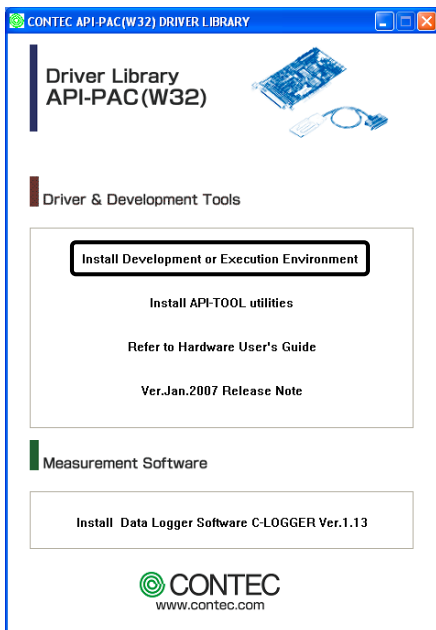 CONTEC API-PAC(W32) DRIVER LIBRARY
Driver Library
API-PAC(W32)
Driver & Development Tools
Install Development or Execution Environment
Install API-TOOL utilities
Refer to Hardware User's Guide
Ver.Jan.2007 Release Note
Measurement Software
Install Data Logger Software C-LOGGER Ver.1.13
CONTEC
www.contec.com